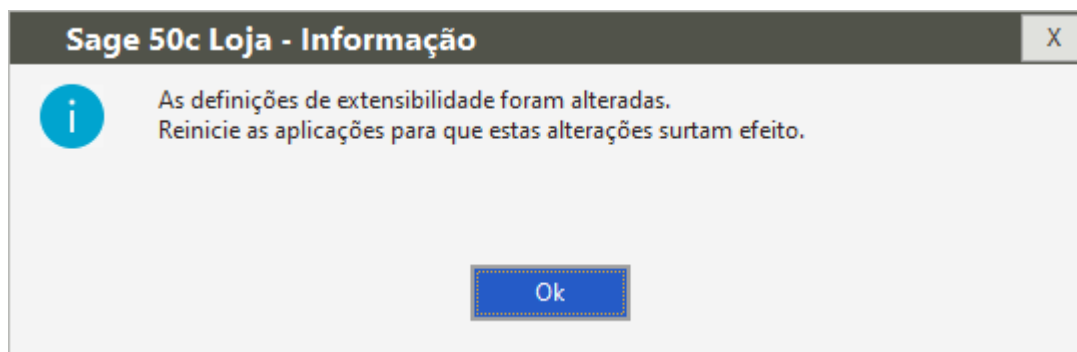 Sage 50c Loja - Informação
X
i
As definições de extensibilidade foram alteradas.
Reinicie as aplicações para que estas alterações surtam efeito.
Ok